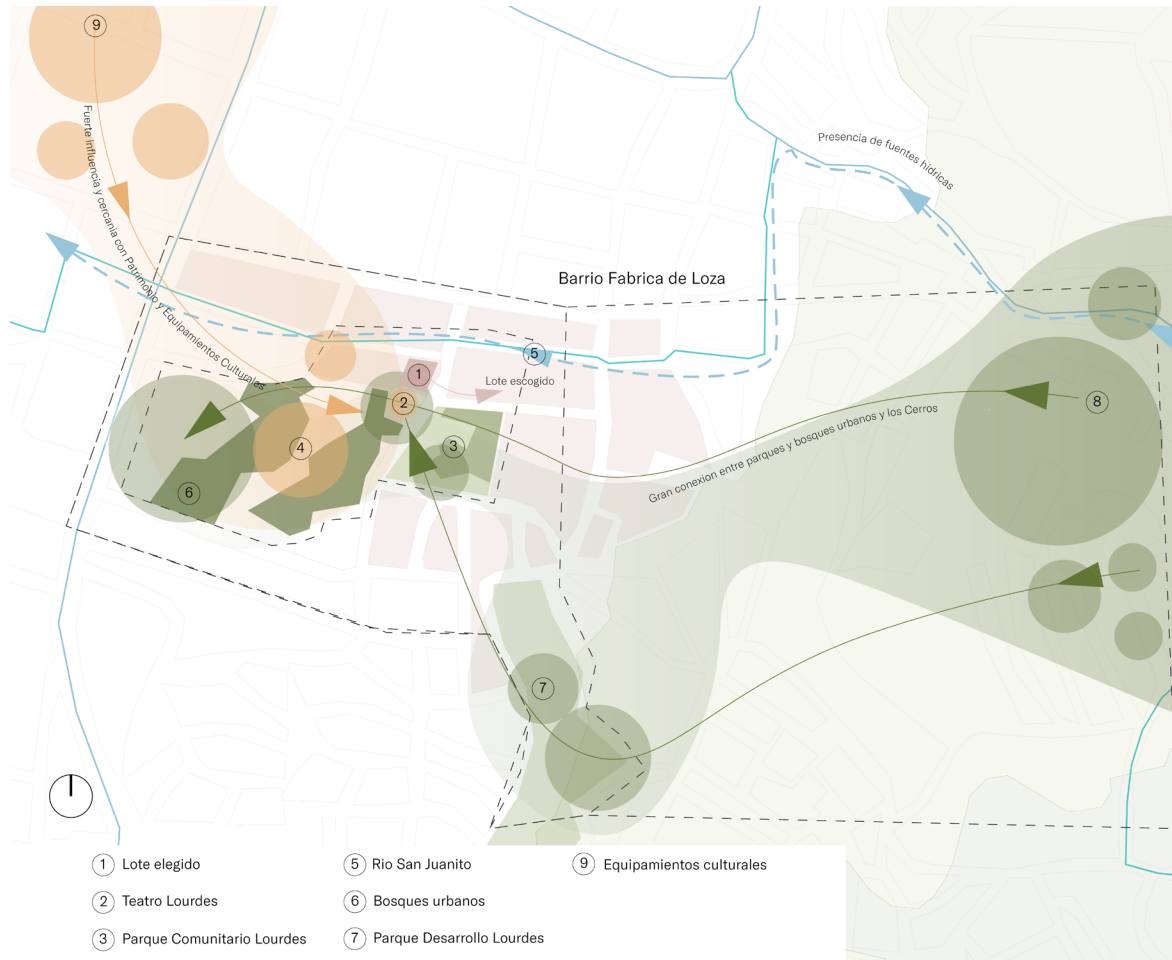 9
Fuerte influencia y cercania con Patrimonio y Equipamientos Culturales
Presencia de fuentes hidricas
Barrio Fabrica de Loza
5
1
Lote escogido
2
8
Gran conexion entre parques y bosques urbanos y los Cerros
3
4
6
7
1 Lote elegido
2 Teatro Lourdes
3 Parque Comunitario Lourdes
5 Rio San Juanito
6 Bosques urbanos
7 Parque Desarrollo Lourdes
9 Equipamientos culturales